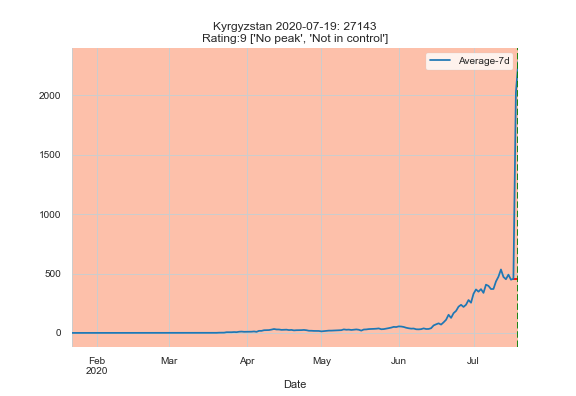 Kyrgyzstan 2020-07-19: 27143
Rating:9 ['No peak', 'Not in control']
Average-7d
2000
1500
1000
500
0
Feb
2020
Mar
Apr
May
Jun
Jul
Date